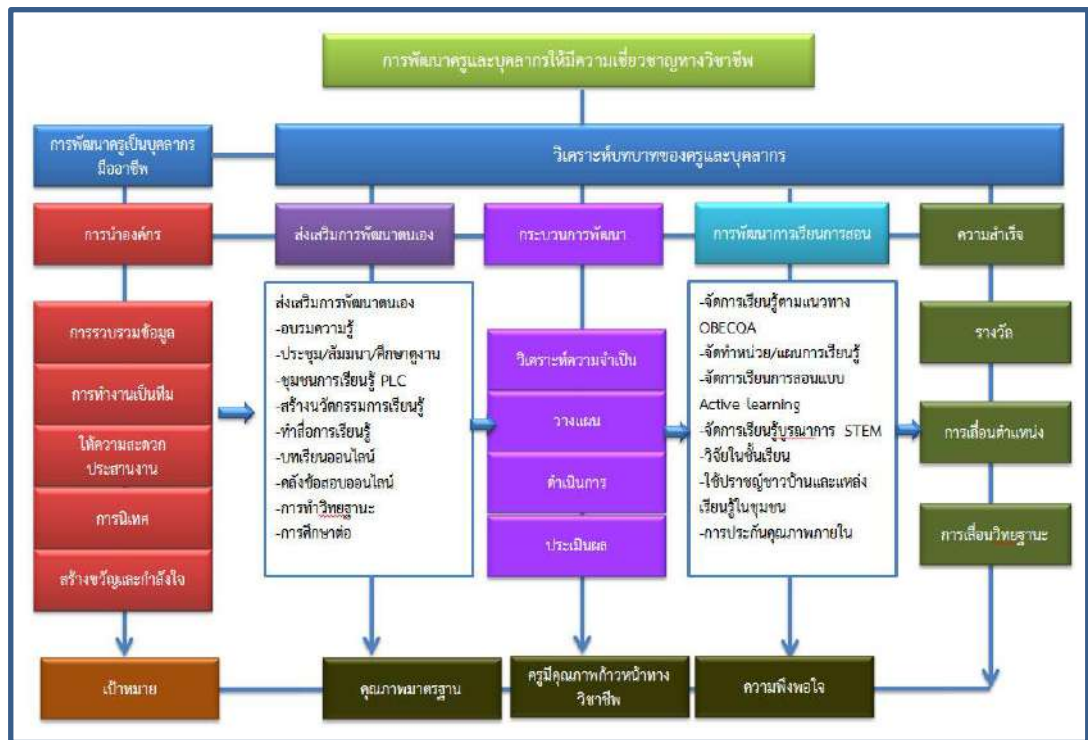 การพัฒนาครูและบุคลากรให้มีความเชี่ยวชาญทางวิชาชีพ
การพัฒนาครูเป็นบุคลากร
มืออาชีพ
วิเคราะห์บทบาทของครูและบุคลากร
การนำองค์กร
ส่งเสริมการพัฒนาตนเอง
กระบวนการพัฒนา
การพัฒนาการเรียนการสอน
ความสำเร็จ
การรวบรวมข้อมูล
การทำงานเป็นทีม
ให้ความสะดวก
ประสานงาน
การนิเทศ
สร้างขวัญและกำลังใจ
ส่งเสริมการพัฒนาตนเอง
-อบรมความรู้
-ประชุม/สัมมนา/ศึกษาดูงาน
-ชุมชนการเรียนรู้ PLC
-สร้างนวัตกรรมการเรียนรู้
-ทำสื่อการเรียนรู้
-บทเรียนออนไลน์
-คลังข้อสอบออนไลน์
-การทำวิทยฐานะ
-การศึกษาต่อ
วิเคราะห์ความจำเป็น
วางแผน
ดำเนินการ
ประเมินผล
-จัดการเรียนรู้ตามแนวทาง
OBECQA
-จัดทำหน่วย/แผนการเรียนรู้
-จัดการเรียนการสอนแบบ
Active learning
-จัดการเรียนรู้บูรณาการ STEM
-วิจัยในชั้นเรียน
-ใช้ปราชญ์ชาวบ้านและแหล่ง
เรียนรู้ในชุมชน
-การประกันคุณภาพภายใน
รางวัล
การเลื่อนตำแหน่ง
การเลื่อนวิทยฐานะ
เป้าหมาย
คุณภาพมาตรฐาน
ครูมีคุณภาพก้าวหน้าทาง
วิชาชีพ
ความพึงพอใจ